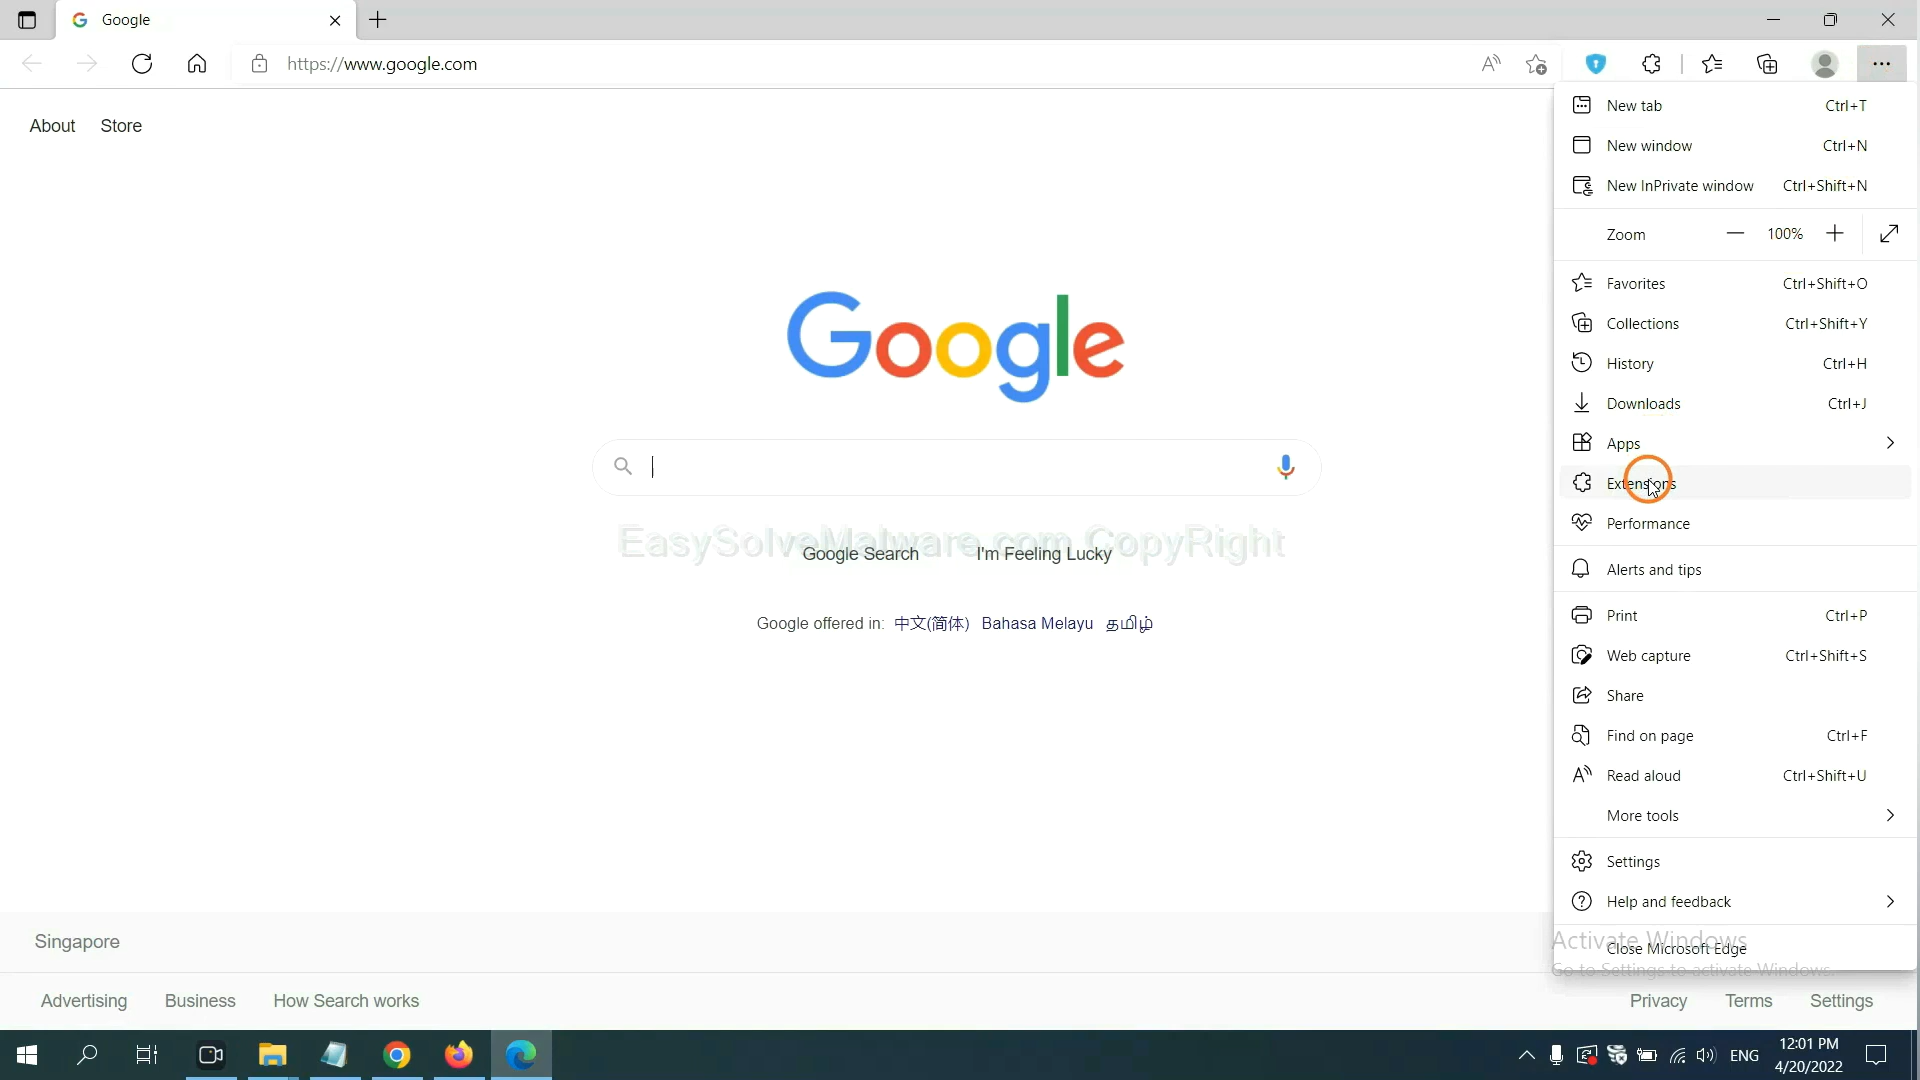 Google
https://www.google.com
About Store
New tab Ctrl+T
New window Ctrl+N
New InPrivate window Ctrl+Shift+N
Zoom 100%
Favorites Ctrl+Shift+O
Collections Ctrl+Shift+Y
History Ctrl+H
Downloads Ctrl+J
Apps
Extensions
Performance
Alerts and tips
Print Ctrl+P
Web capture Ctrl+Shift+S
Share
Find on page Ctrl+F
Read aloud Ctrl+Shift+U
More tools
Settings
Help and feedback
Close Microsoft Edge
Google
EasySolveMalware.com CopyRight
Google Search I'm Feeling Lucky
Google offered in: 中文(简体) Bahasa Melayu தமிழ்
Activate Windows
Go to Settings to activate Windows.
Singapore
Advertising Business How Search works
Privacy Terms Settings
ENG
12:01 PM
4/20/2022